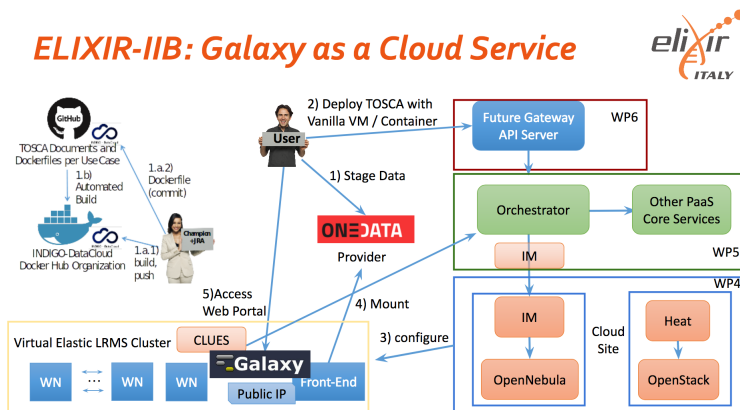 ELIXIR-IIB: Galaxy as a Cloud Service
elixir
ITALY
GitHub
TOSCA Documents and
Dockerfiles per Use Case
1.b)
Automated
Build
1.a.2)
Dockerfile
(commit)
docker
INDIGO-DataCloud
Docker Hub Organization
1.a.1)
build,
push
Champion
+JRA
User
2) Deploy TOSCA with
Vanilla VM / Container
1) Stage Data
ONEDATA
Provider
5)Access
Web Portal
4) Mount
3) configure
Future Gateway
API Server
WP6
Orchestrator
Other PaaS
Core Services
IM
WP5
WP4
IM
OpenNebula
Cloud
Site
Heat
OpenStack
Virtual Elastic LRMS Cluster
CLUES
WN
...
WN
WN
Galaxy
Public IP
Front-End